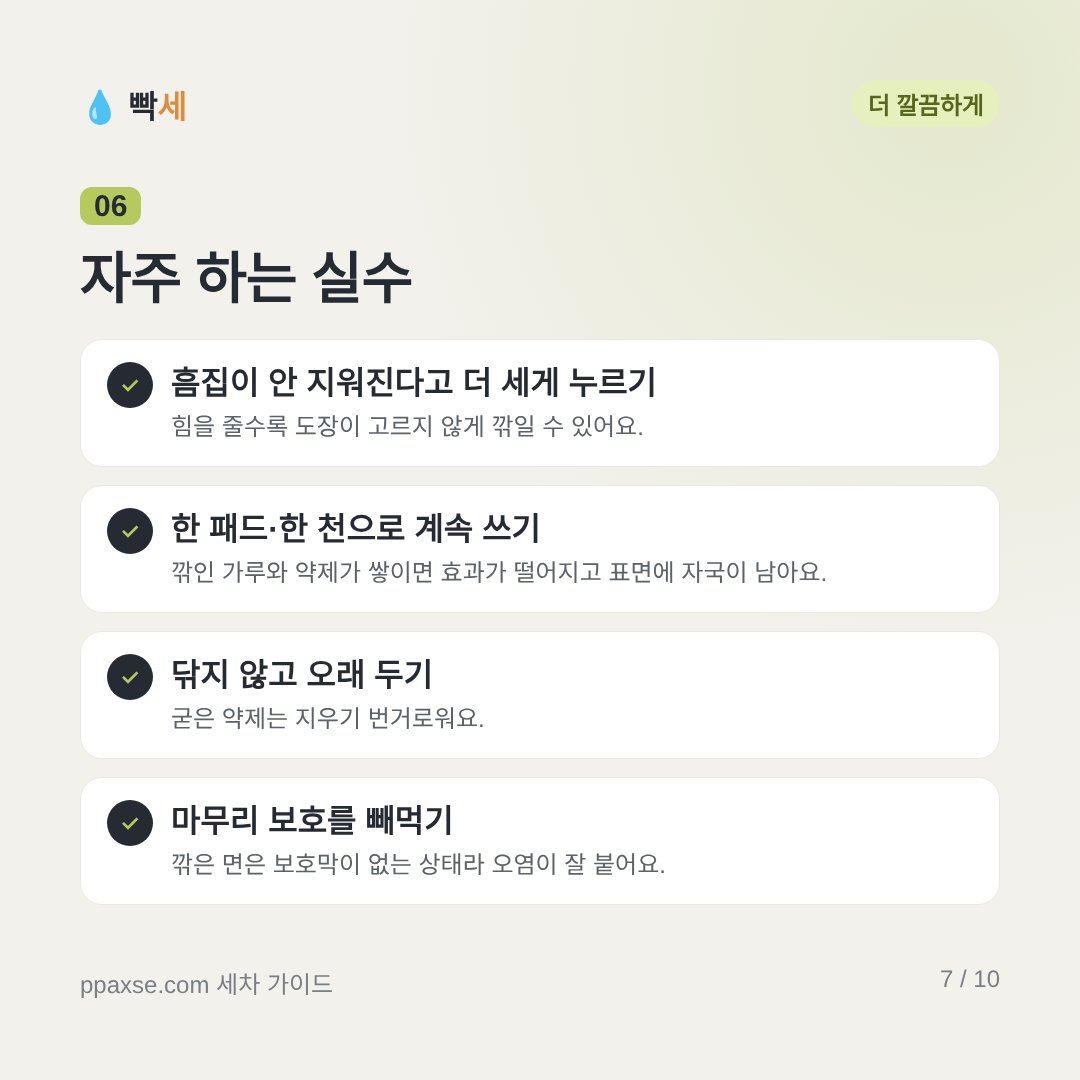 빡세
더 깔끔하게
06
자주 하는 실수
흠집이 안 지워진다고 더 세게 누르기
힘을 줄수록 도장이 고르지 않게 깎일 수 있어요.
한 패드·한 천으로 계속 쓰기
깎인 가루와 약제가 쌓이면 효과가 떨어지고 표면에 자국이 남아요.
닦지 않고 오래 두기
굳은 약제는 지우기 번거로워요.
마무리 보호를 빼먹기
깎은 면은 보호막이 없는 상태라 오염이 잘 붙어요.
ppaxse.com 세차 가이드
7 / 10